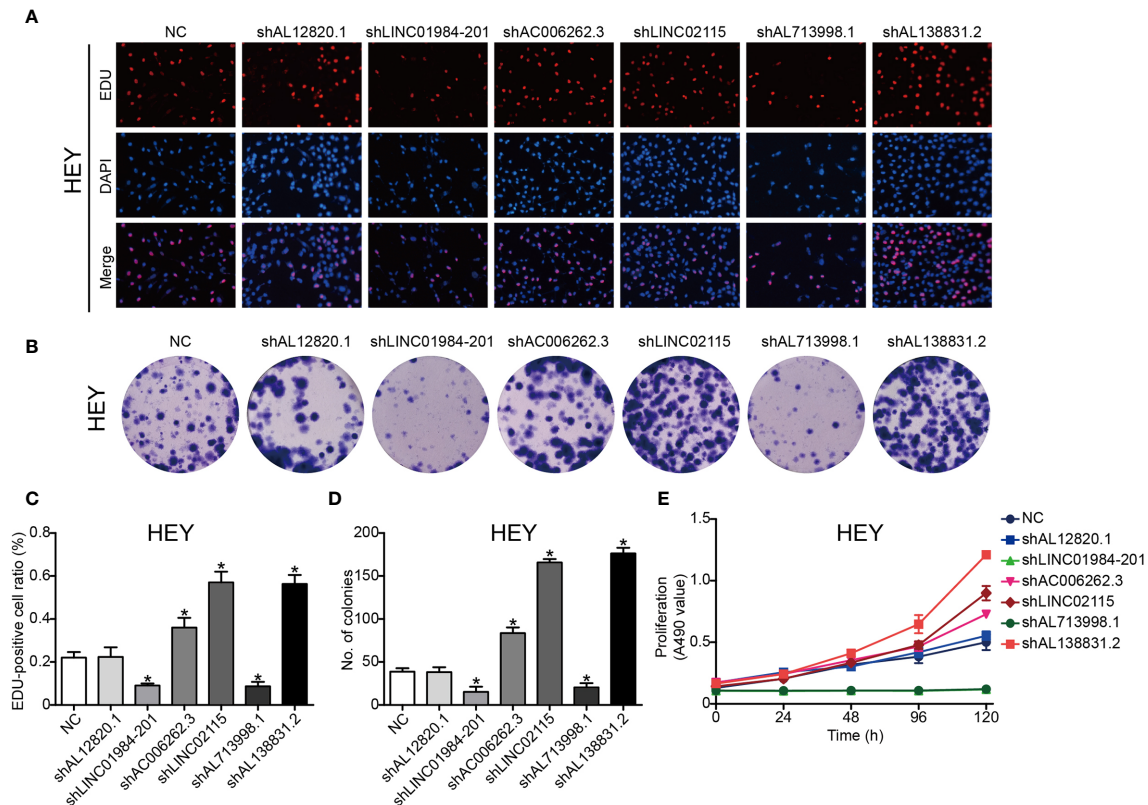 A
NC shAL12820.1 shLINC01984-201 shAC006262.3 shLINC02115 shAL713998.1 shAL138831.2
HEY
EDU
DAPI
Merge
B
NC shAL12820.1 shLINC01984-201 shAC006262.3 shLINC02115 shAL713998.1 shAL138831.2
HEY
C
HEY
EDU-positive cell ratio (%)
0.8
0.6
0.4
0.2
0.0
* * * * *
NC shAL12820.1 shLINC01984-201 shAC006262.3 shLINC02115 shAL713998.1 shAL138831.2
D
HEY
No. of colonies
200
150
100
50
0
* * * * *
NC shAL12820.1 shLINC01984-201 shAC006262.3 shLINC02115 shAL713998.1 shAL138831.2
E
HEY
Proliferation
(A490 value)
1.5
1.0
0.5
0.0
0 24 48 96 120
Time (h)
NC
shAL12820.1
shLINC01984-201
shAC006262.3
shLINC02115
shAL713998.1
shAL138831.2